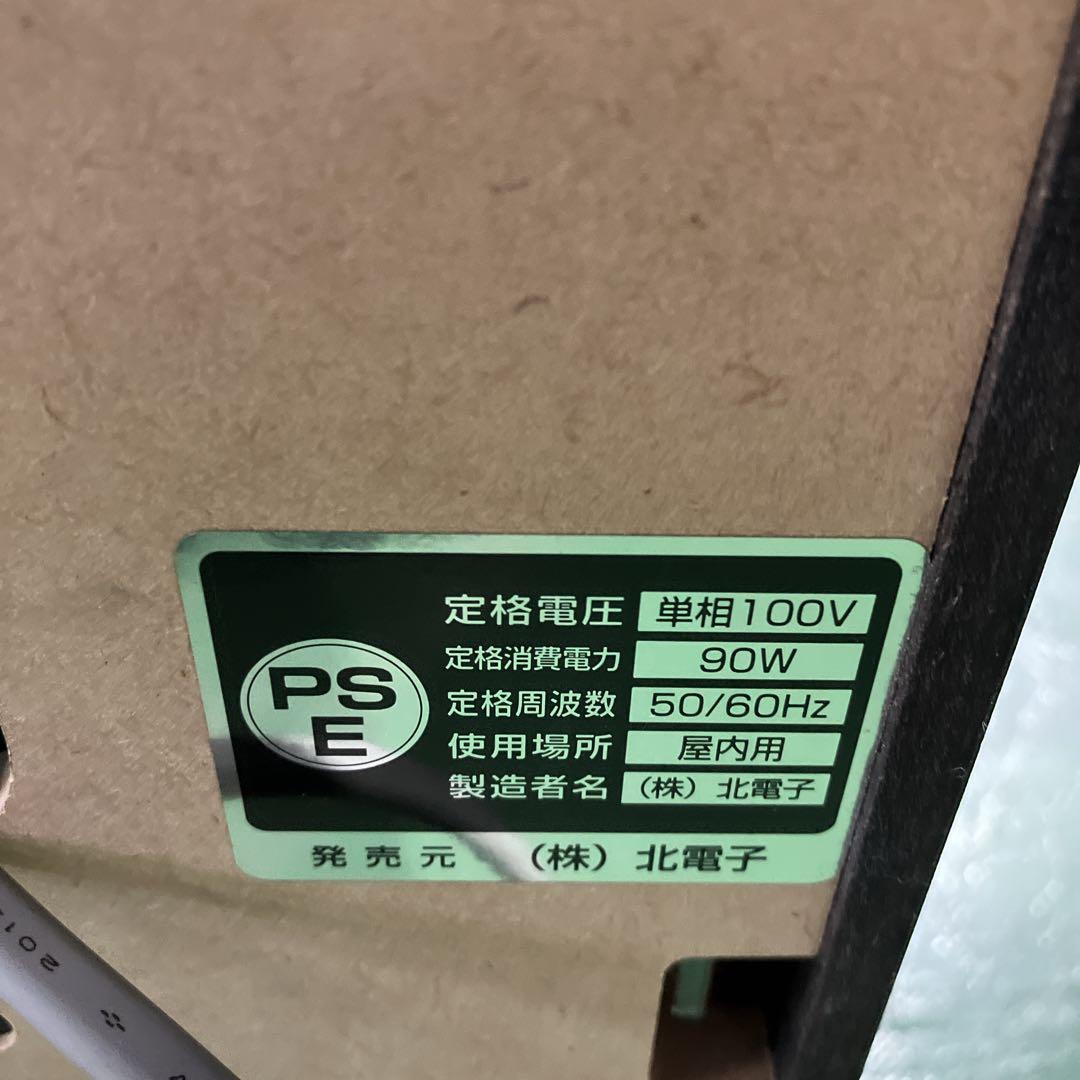 PS
E
定格電圧 単相100V
定格消費電力 90W
定格周波数 50/60Hz
使用場所 屋内用
製造者名 (株) 北電子
発売元 (株) 北電子
201